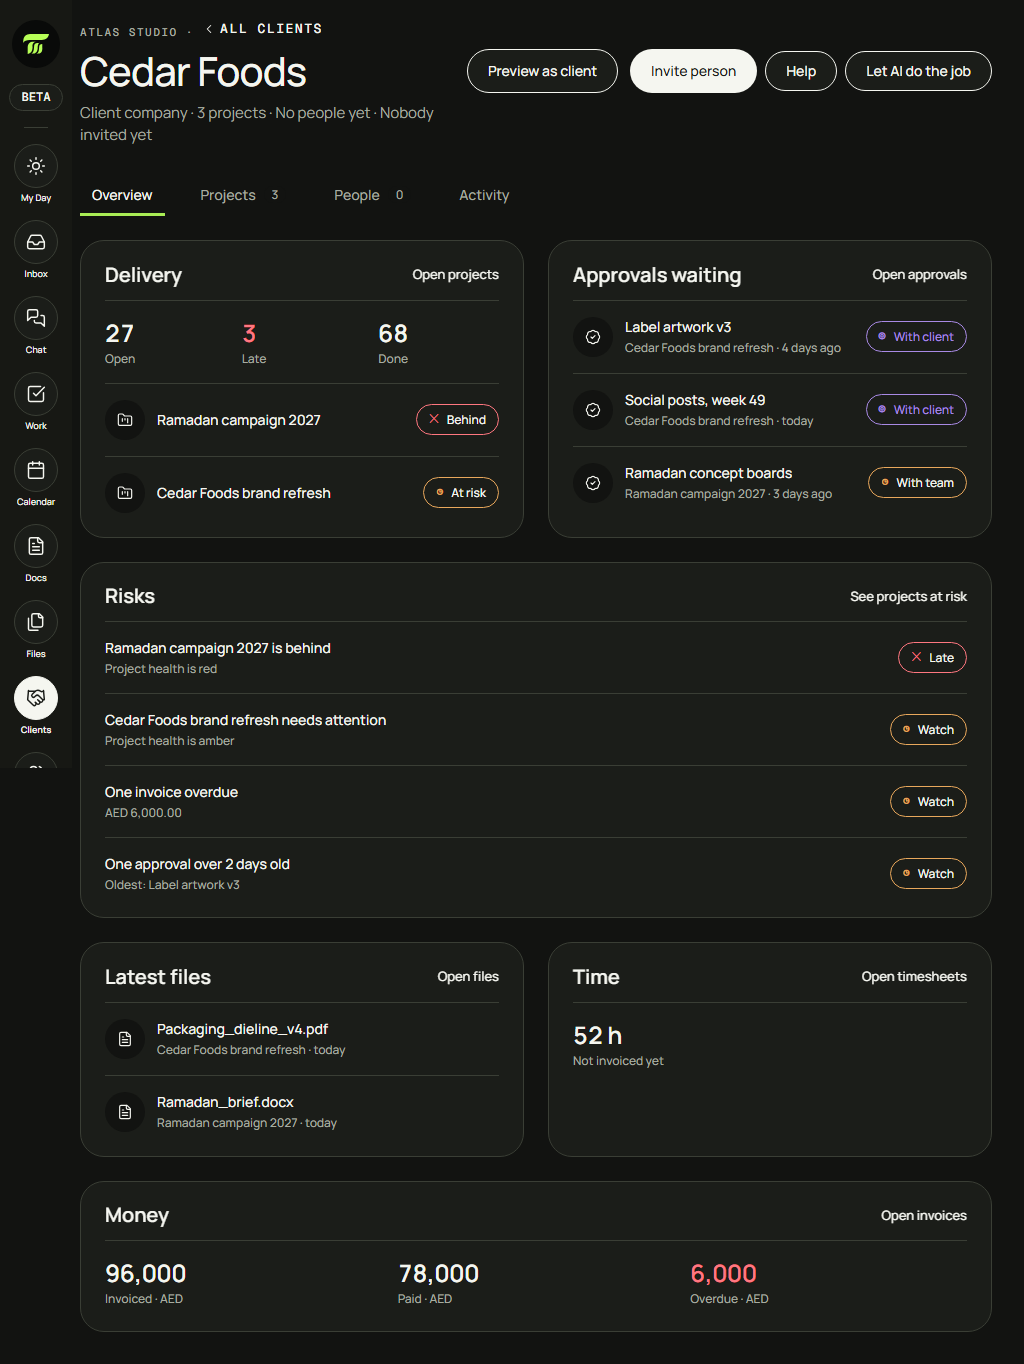 ATLAS STUDIO · ALL CLIENTS
Cedar Foods
Client company · 3 projects · No people yet · Nobody
invited yet
Preview as client
Invite person
Help
Let AI do the job
BETA
My Day
Inbox
Chat
Work
Calendar
Docs
Files
Clients
Overview
Projects 3
People 0
Activity
Delivery
Open projects
27
Open
3
Late
68
Done
Ramadan campaign 2027
Behind
Cedar Foods brand refresh
At risk
Approvals waiting
Open approvals
Label artwork v3
Cedar Foods brand refresh · 4 days ago
With client
Social posts, week 49
Cedar Foods brand refresh · today
With client
Ramadan concept boards
Ramadan campaign 2027 · 3 days ago
With team
Risks
See projects at risk
Ramadan campaign 2027 is behind
Project health is red
Late
Cedar Foods brand refresh needs attention
Project health is amber
Watch
One invoice overdue
AED 6,000.00
Watch
One approval over 2 days old
Oldest: Label artwork v3
Watch
Latest files
Open files
Packaging_dieline_v4.pdf
Cedar Foods brand refresh · today
Ramadan_brief.docx
Ramadan campaign 2027 · today
Time
Open timesheets
52 h
Not invoiced yet
Money
Open invoices
96,000
Invoiced · AED
78,000
Paid · AED
6,000
Overdue · AED